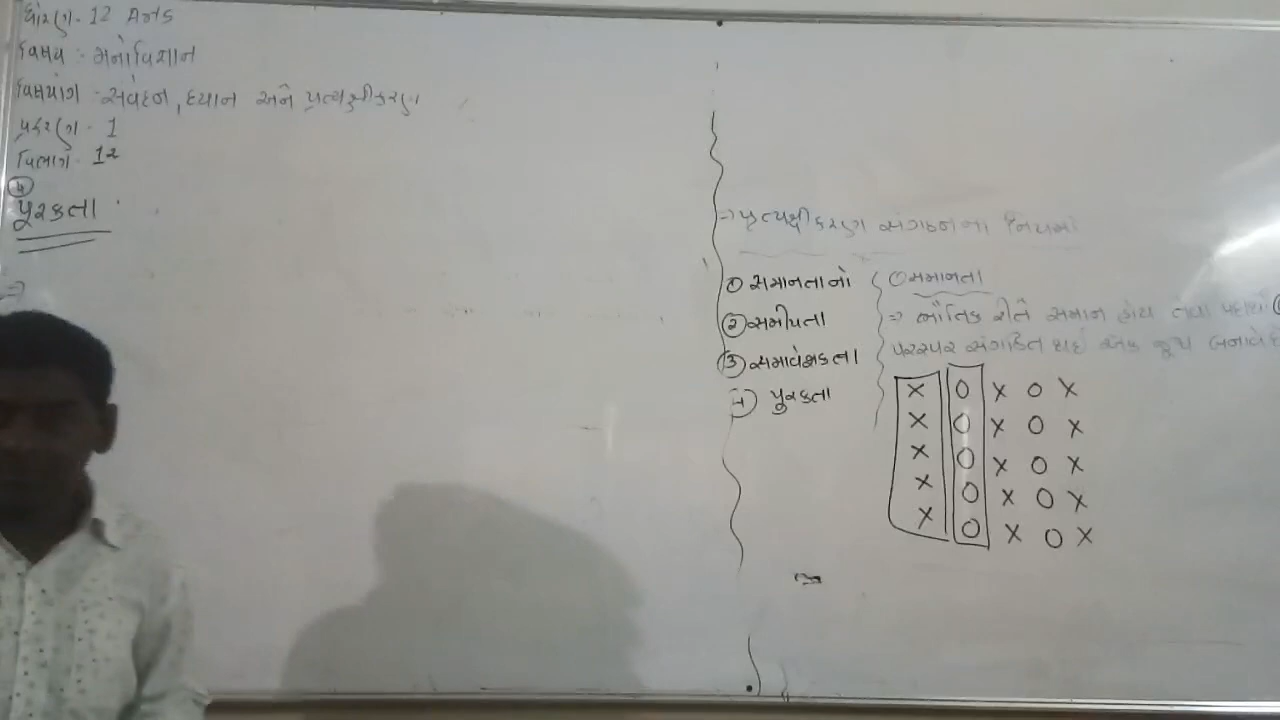 ધોરણ - 12 Arts
વિષય : મનોવિજ્ઞાન
વિષયાંગ - સંવેદન, ધ્યાન અને પ્રત્યક્ષીકરણ
પ્રકરણ - 1
વિભાગ - 12
④
પૂરકતા
⇒
⇒ પ્રત્યક્ષીકરણ સંગઠનના નિયમો
① સમાનતાનો
② સમીપતા
③ સમાવેશકતા
④ પૂરકતા
① સમાનતા
⇒ ભૌતિક રીતે સમાન હોય તેવા પદાર્થો
પરસ્પર સંગઠિત થઈ એક જૂથ બનાવે છે
X O X O X
X O X O X
X O X O X
X O X O X
X O X O X